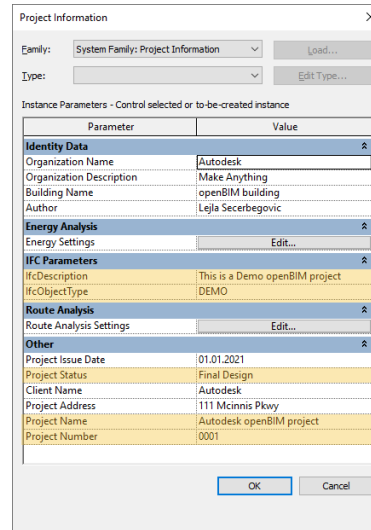 Project Information
Family: System Family: Project Information Load...
Type: Edit Type...
Instance Parameters - Control selected or to-be-created instance
Parameter Value
Identity Data
Organization Name Autodesk
Organization Description Make Anything
Building Name openBIM building
Author Lejla Secerbegovic
Energy Analysis
Energy Settings Edit...
IFC Parameters
IfcDescription This is a Demo openBIM project
IfcObjectType DEMO
Route Analysis
Route Analysis Settings Edit...
Other
Project Issue Date 01.01.2021
Project Status Final Design
Client Name Autodesk
Project Address 111 Mcinnis Pkwy
Project Name Autodesk openBIM project
Project Number 0001
OK Cancel